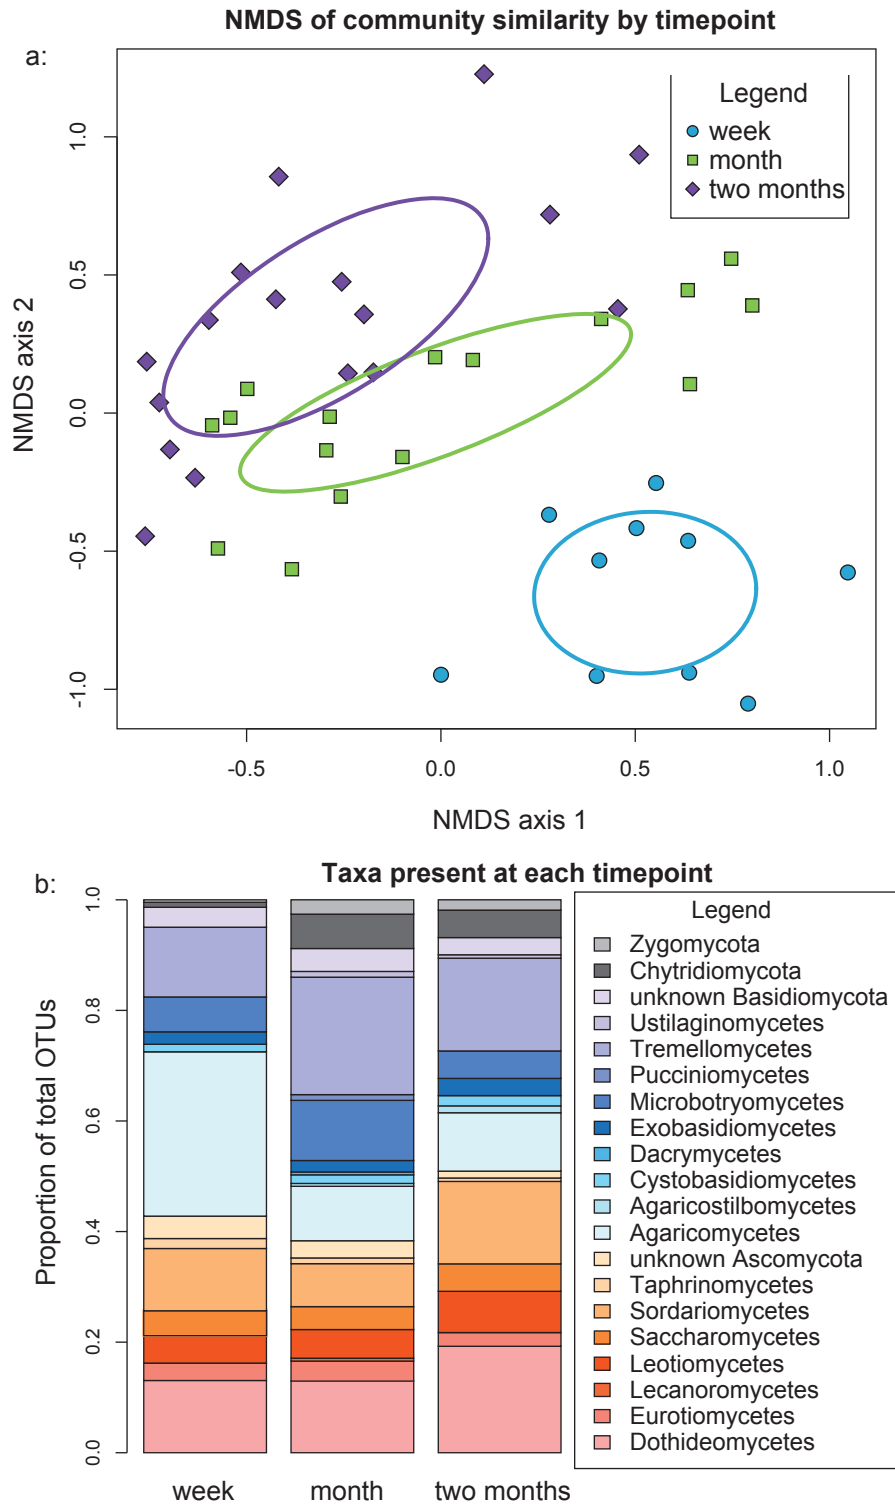 NMDS of community similarity by timepoint
a:
Legend
week
month
two months
NMDS axis 2
1.0
0.5
0.0
-0.5
-1.0
-0.5
0.0
0.5
1.0
NMDS axis 1
b:
Taxa present at each timepoint
Proportion of total OTUs
1.0
0.8
0.6
0.4
0.2
0.0
Legend
Zygomycota
Chytridiomycota
unknown Basidiomycota
Ustilaginomycetes
Tremellomycetes
Pucciniomycetes
Microbotryomycetes
Exobasidiomycetes
Dacrymycetes
Cystobasidiomycetes
Agaricostilbomycetes
Agaricomycetes
unknown Ascomycota
Taphrinomycetes
Sordariomycetes
Saccharomycetes
Leotiomycetes
Lecanoromycetes
Eurotiomycetes
Dothideomycetes
week
month
two months